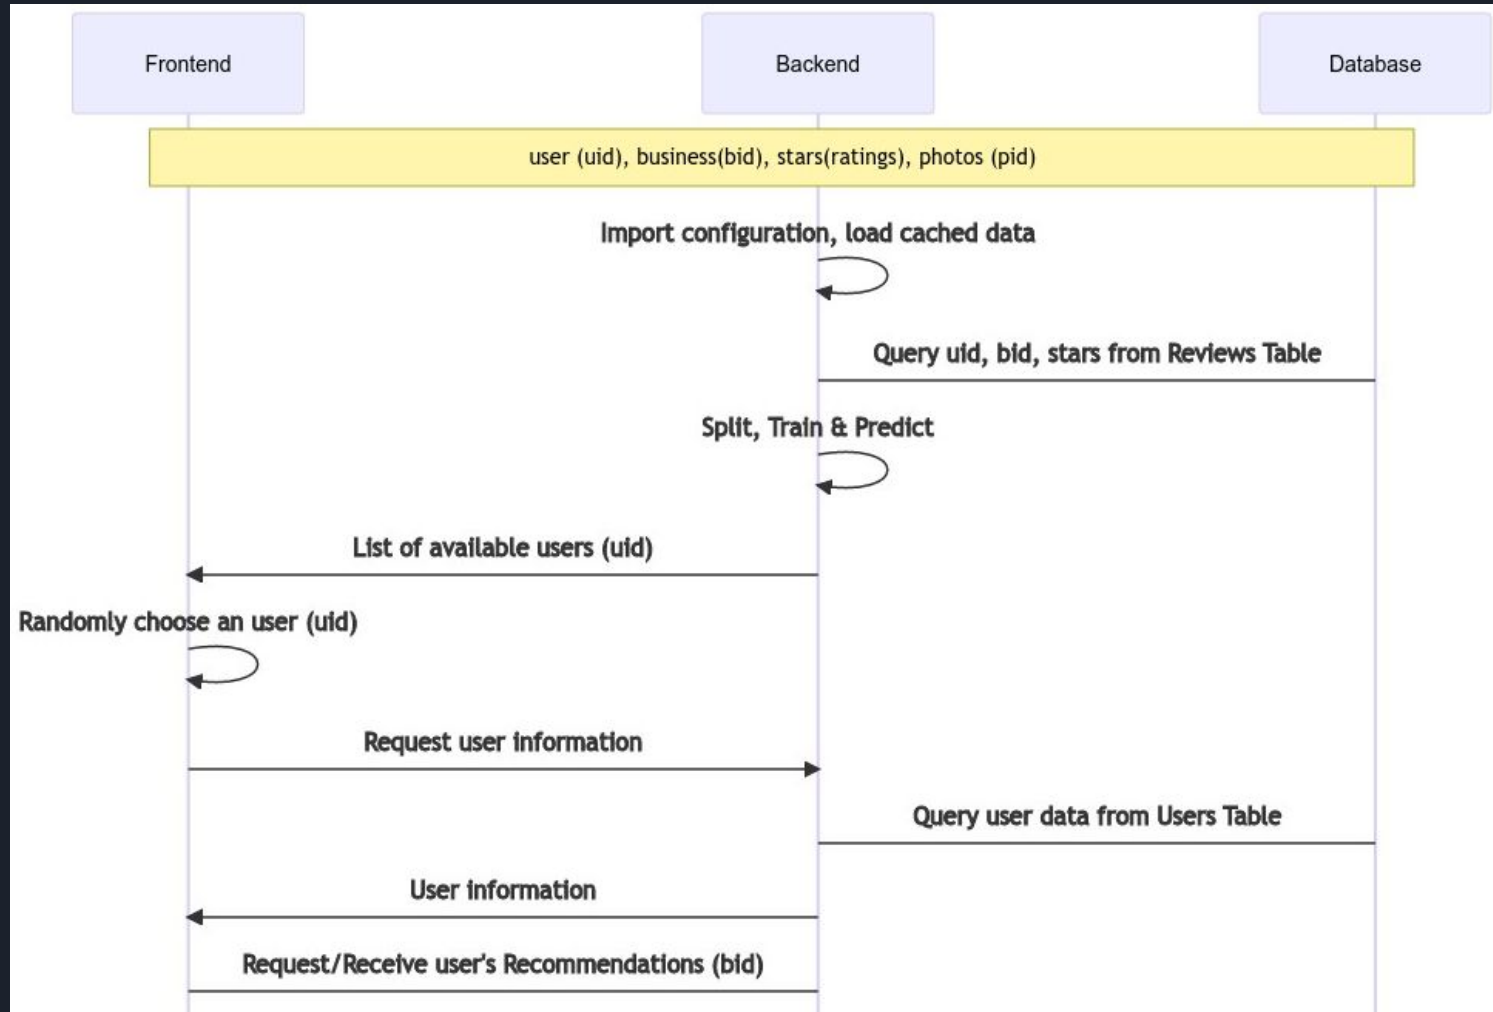 Frontend
Backend
Database
user (uid), business(bid), stars(ratings), photos (pid)
Import configuration, load cached data
Query uid, bid, stars from Reviews Table
Split, Train & Predict
List of available users (uid)
Randomly choose an user (uid)
Request user information
Query user data from Users Table
User information
Request/Receive user's Recommendations (bid)